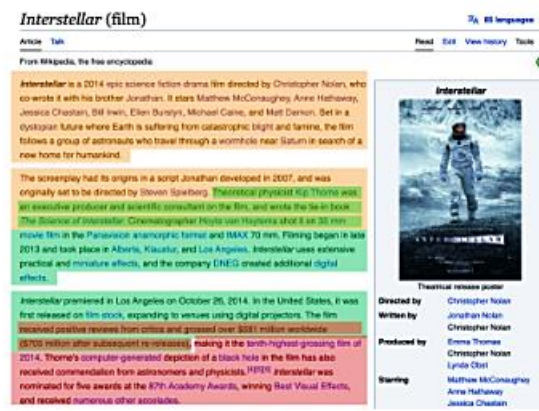 Interstellar (film)
85 languages
Article Talk
Read Edit View history Tools
From Wikipedia, the free encyclopedia
Interstellar is a 2014 epic science fiction drama film directed by Christopher Nolan, who
co-wrote it with his brother Jonathan. It stars Matthew McConaughey, Anne Hathaway,
Jessica Chastain, Bill Irwin, Ellen Burstyn, Michael Caine, and Matt Damon. Set in a
dystopian future where Earth is suffering from catastrophic blight and famine, the film
follows a group of astronauts who travel through a wormhole near Saturn in search of a
new home for humankind.
The screenplay had its origins in a script Jonathan developed in 2007, and was
originally set to be directed by Steven Spielberg. Theoretical physicist Kip Thorne was
an executive producer and scientific consultant on the film, and wrote the tie-in book
The Science of Interstellar. Cinematographer Hoyte van Hoytema shot it on 35 mm
movie film in the Panavision anamorphic format and IMAX 70 mm. Filming began in late
2013 and took place in Alberta, Klaustur, and Los Angeles. Interstellar uses extensive
practical and miniature effects, and the company DNEG created additional digital
effects.
Interstellar premiered in Los Angeles on October 26, 2014. In the United States, it was
first released on film stock, expanding to venues using digital projectors. The film
received positive reviews from critics and grossed over $681 million worldwide
($703 million after subsequent re-releases), making it the tenth-highest-grossing film of
2014. Thorne's computer-generated depiction of a black hole in the film has also
received commendation from astronomers and physicists. Interstellar was
nominated for five awards at the 87th Academy Awards, winning Best Visual Effects,
and received numerous other accolades.
Interstellar
INTERSTELLAR
Theatrical release poster
Directed by Christopher Nolan
Written by Jonathan Nolan
Christopher Nolan
Produced by Emma Thomas
Christopher Nolan
Lynda Obst
Starring Matthew McConaughey
Anne Hathaway
Jessica Chastain